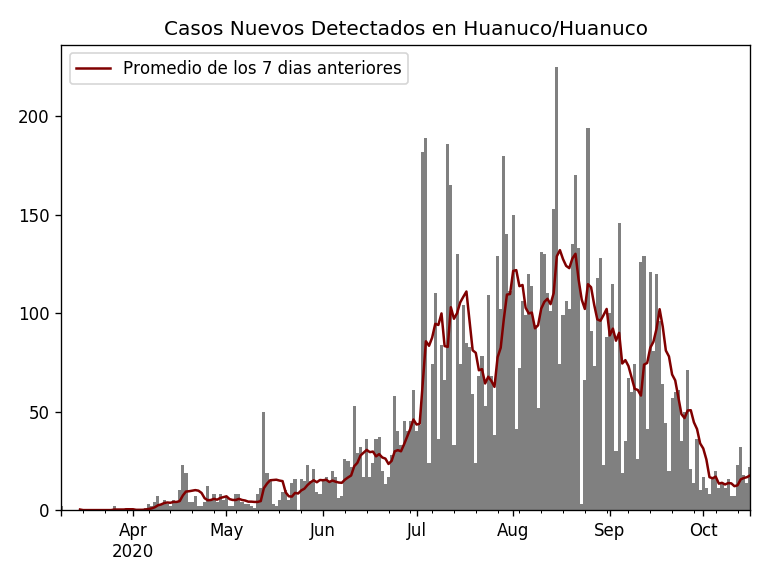 Casos Nuevos Detectados en Huanuco/Huanuco
Promedio de los 7 dias anteriores
200
150
100
50
0
Apr May Jun Jul Aug Sep Oct
2020